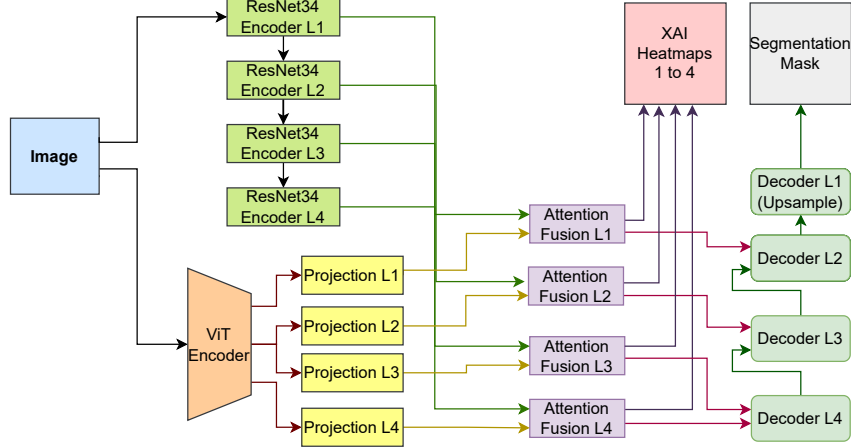 ResNet34
Encoder L1
ResNet34
Encoder L2
ResNet34
Encoder L3
ResNet34
Encoder L4
Image
ViT
Encoder
Projection L1
Projection L2
Projection L3
Projection L4
Attention
Fusion L1
Attention
Fusion L2
Attention
Fusion L3
Attention
Fusion L4
XAI
Heatmaps
1 to 4
Segmentation
Mask
Decoder L1
(Upsample)
Decoder L2
Decoder L3
Decoder L4